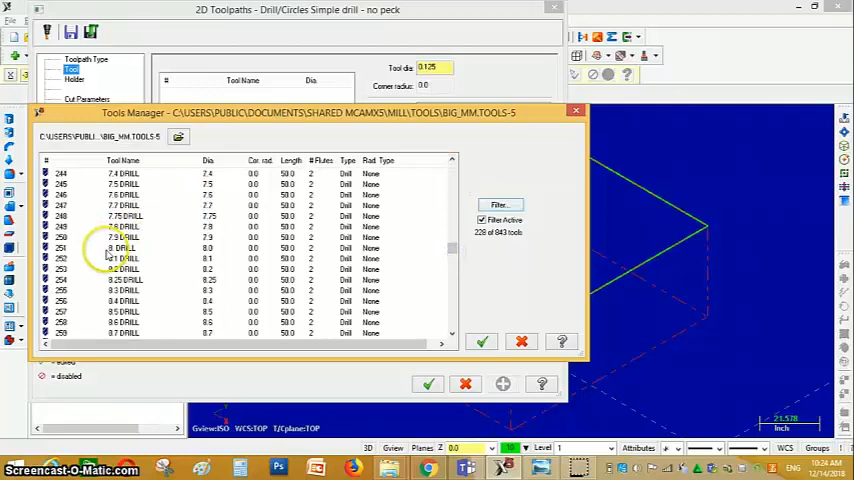 2D Toolpaths - Drill/Circles Simple drill - no peck
Toolpath Type
Tool
Holder
Cut Parameters
# Tool Name Dia.
Tool dia: 0.125
Corner radius: 0.0
Tools Manager - C:\USERS\PUBLIC\DOCUMENTS\SHARED MCAMX5\MILL\TOOLS\BIG_MM.TOOLS-5
C:\USERS\PUBLI...\BIG_MM.TOOLS-5
# Tool Name Dia. Cor. rad. Length # Flutes Type Rad. Type
244 7.4 DRILL 7.4 0.0 50.0 2 Drill None
245 7.5 DRILL 7.5 0.0 50.0 2 Drill None
246 7.6 DRILL 7.6 0.0 50.0 2 Drill None
247 7.7 DRILL 7.7 0.0 50.0 2 Drill None
248 7.75 DRILL 7.75 0.0 50.0 2 Drill None
249 7.8 DRILL 7.8 0.0 50.0 2 Drill None
250 7.9 DRILL 7.9 0.0 50.0 2 Drill None
251 8. DRILL 8.0 0.0 50.0 2 Drill None
252 8.1 DRILL 8.1 0.0 50.0 2 Drill None
253 8.2 DRILL 8.2 0.0 50.0 2 Drill None
254 8.25 DRILL 8.25 0.0 50.0 2 Drill None
255 8.3 DRILL 8.3 0.0 50.0 2 Drill None
256 8.4 DRILL 8.4 0.0 50.0 2 Drill None
257 8.5 DRILL 8.5 0.0 50.0 2 Drill None
258 8.6 DRILL 8.6 0.0 50.0 2 Drill None
259 8.7 DRILL 8.7 0.0 50.0 2 Drill None
Filter...
Filter Active
228 of 843 tools
= disabled
21.578
Inch
Gview:ISO WCS:TOP T/Cplane:TOP
3D Gview Planes Z 0.0 10 Level 1 Attributes WCS Groups
Screencast-O-Matic.com
ENG
10:24 AM
12/14/2018